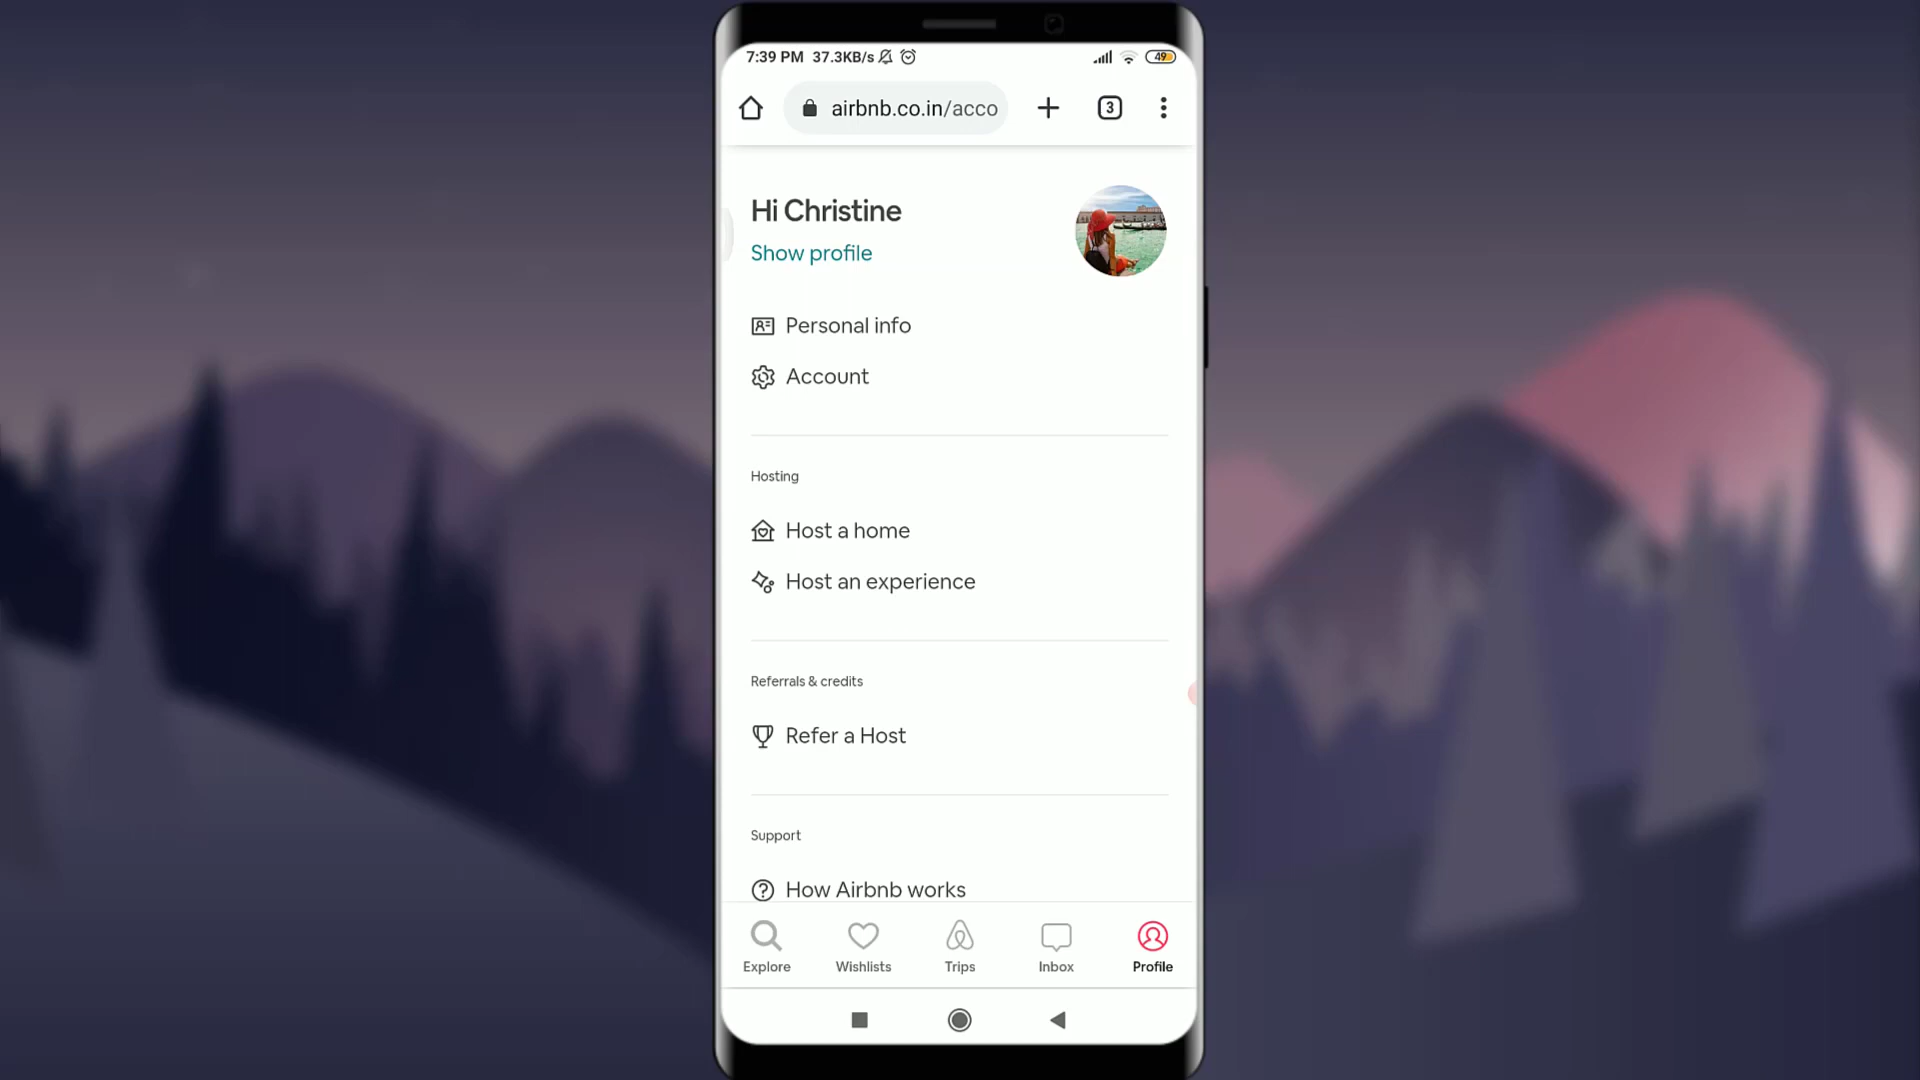 7:39 PM 37.3KB/s 49
airbnb.co.in/acco 3
Hi Christine
Show profile
Personal info
Account
Hosting
Host a home
Host an experience
Referrals & credits
Refer a Host
Support
How Airbnb works
Explore Wishlists Trips Inbox Profile